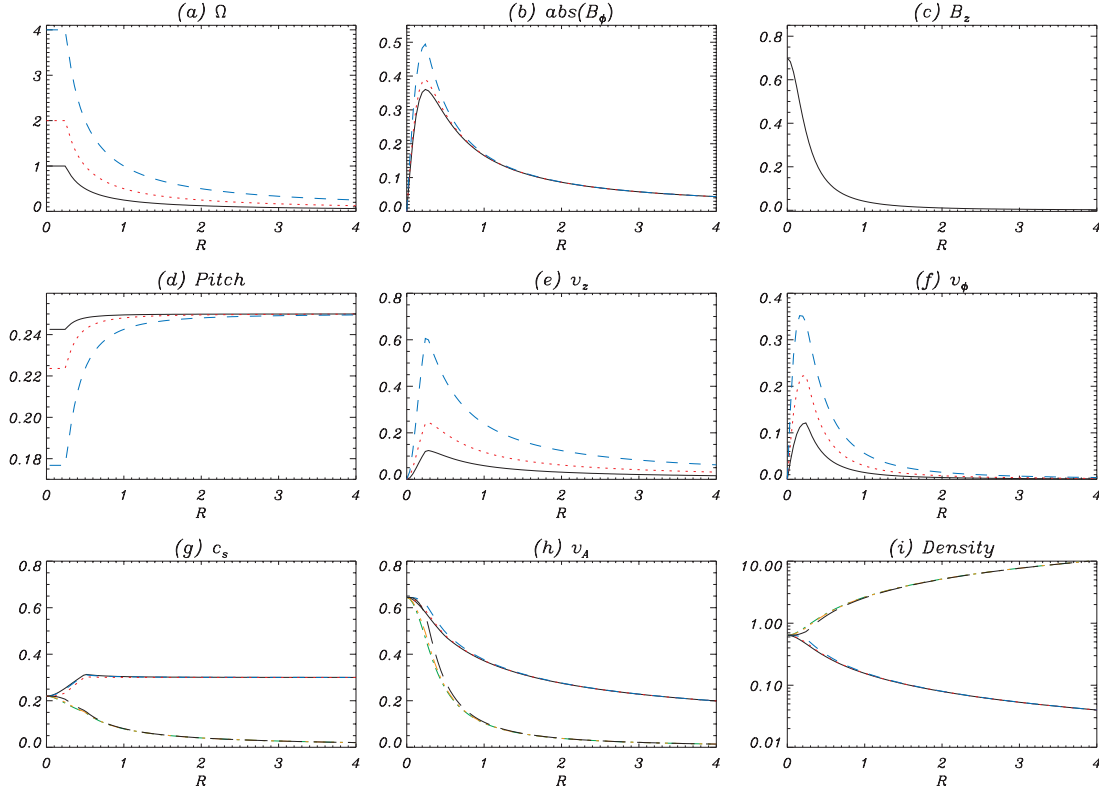 (a) Ω
4
3
2
1
0
0 1 2 3 4
R
(b) abs(B_ϕ)
0.5
0.4
0.3
0.2
0.1
0.0
0 1 2 3 4
R
(c) B_z
0.8
0.6
0.4
0.2
0.0
0 1 2 3 4
R
(d) Pitch
0.24
0.22
0.20
0.18
0 1 2 3 4
R
(e) v_z
0.8
0.6
0.4
0.2
0.0
0 1 2 3 4
R
(f) v_ϕ
0.4
0.3
0.2
0.1
0.0
0 1 2 3 4
R
(g) c_s
0.8
0.6
0.4
0.2
0.0
0 1 2 3 4
R
(h) v_A
0.8
0.6
0.4
0.2
0.0
0 1 2 3 4
R
(i) Density
10.00
1.00
0.10
0.01
0 1 2 3 4
R